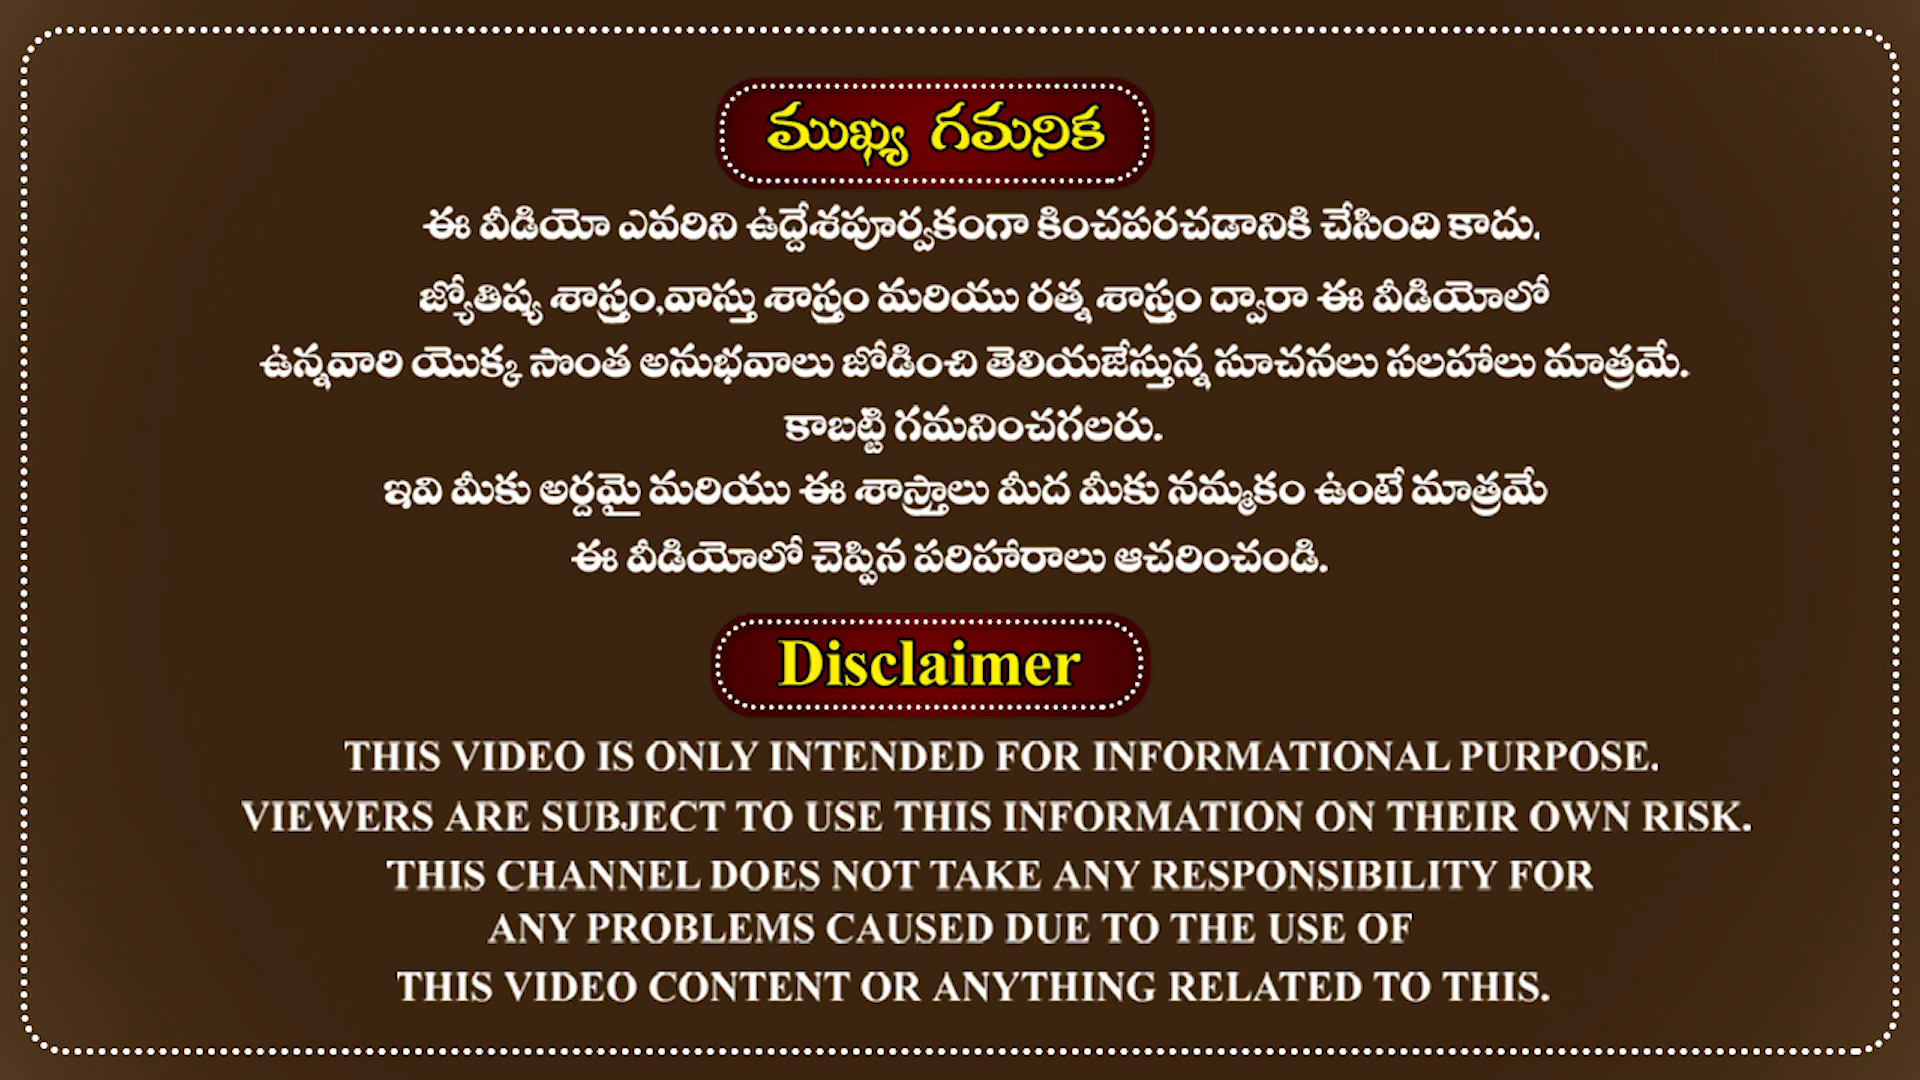 ముఖ్య గమనిక
ఈ వీడియో ఎవరిని ఉద్దేశపూర్వకంగా కించపరచడానికి చేసింది కాదు.
జ్యోతిష్య శాస్త్రం,వాస్తు శాస్త్రం మరియు రత్న శాస్త్రం ద్వారా ఈ వీడియోలో
ఉన్నవారి యొక్క సొంత అనుభవాలు జోడించి తెలియజేస్తున్న సూచనలు సలహాలు మాత్రమే.
కాబట్టి గమనించగలరు.
ఇవి మీకు అర్దమై మరియు ఈ శాస్త్రాలు మీద మీకు నమ్మకం ఉంటే మాత్రమే
ఈ వీడియోలో చెప్పిన పరిహారాలు ఆచరించండి.
Disclaimer
THIS VIDEO IS ONLY INTENDED FOR INFORMATIONAL PURPOSE.
VIEWERS ARE SUBJECT TO USE THIS INFORMATION ON THEIR OWN RISK.
THIS CHANNEL DOES NOT TAKE ANY RESPONSIBILITY FOR
ANY PROBLEMS CAUSED DUE TO THE USE OF
THIS VIDEO CONTENT OR ANYTHING RELATED TO THIS.